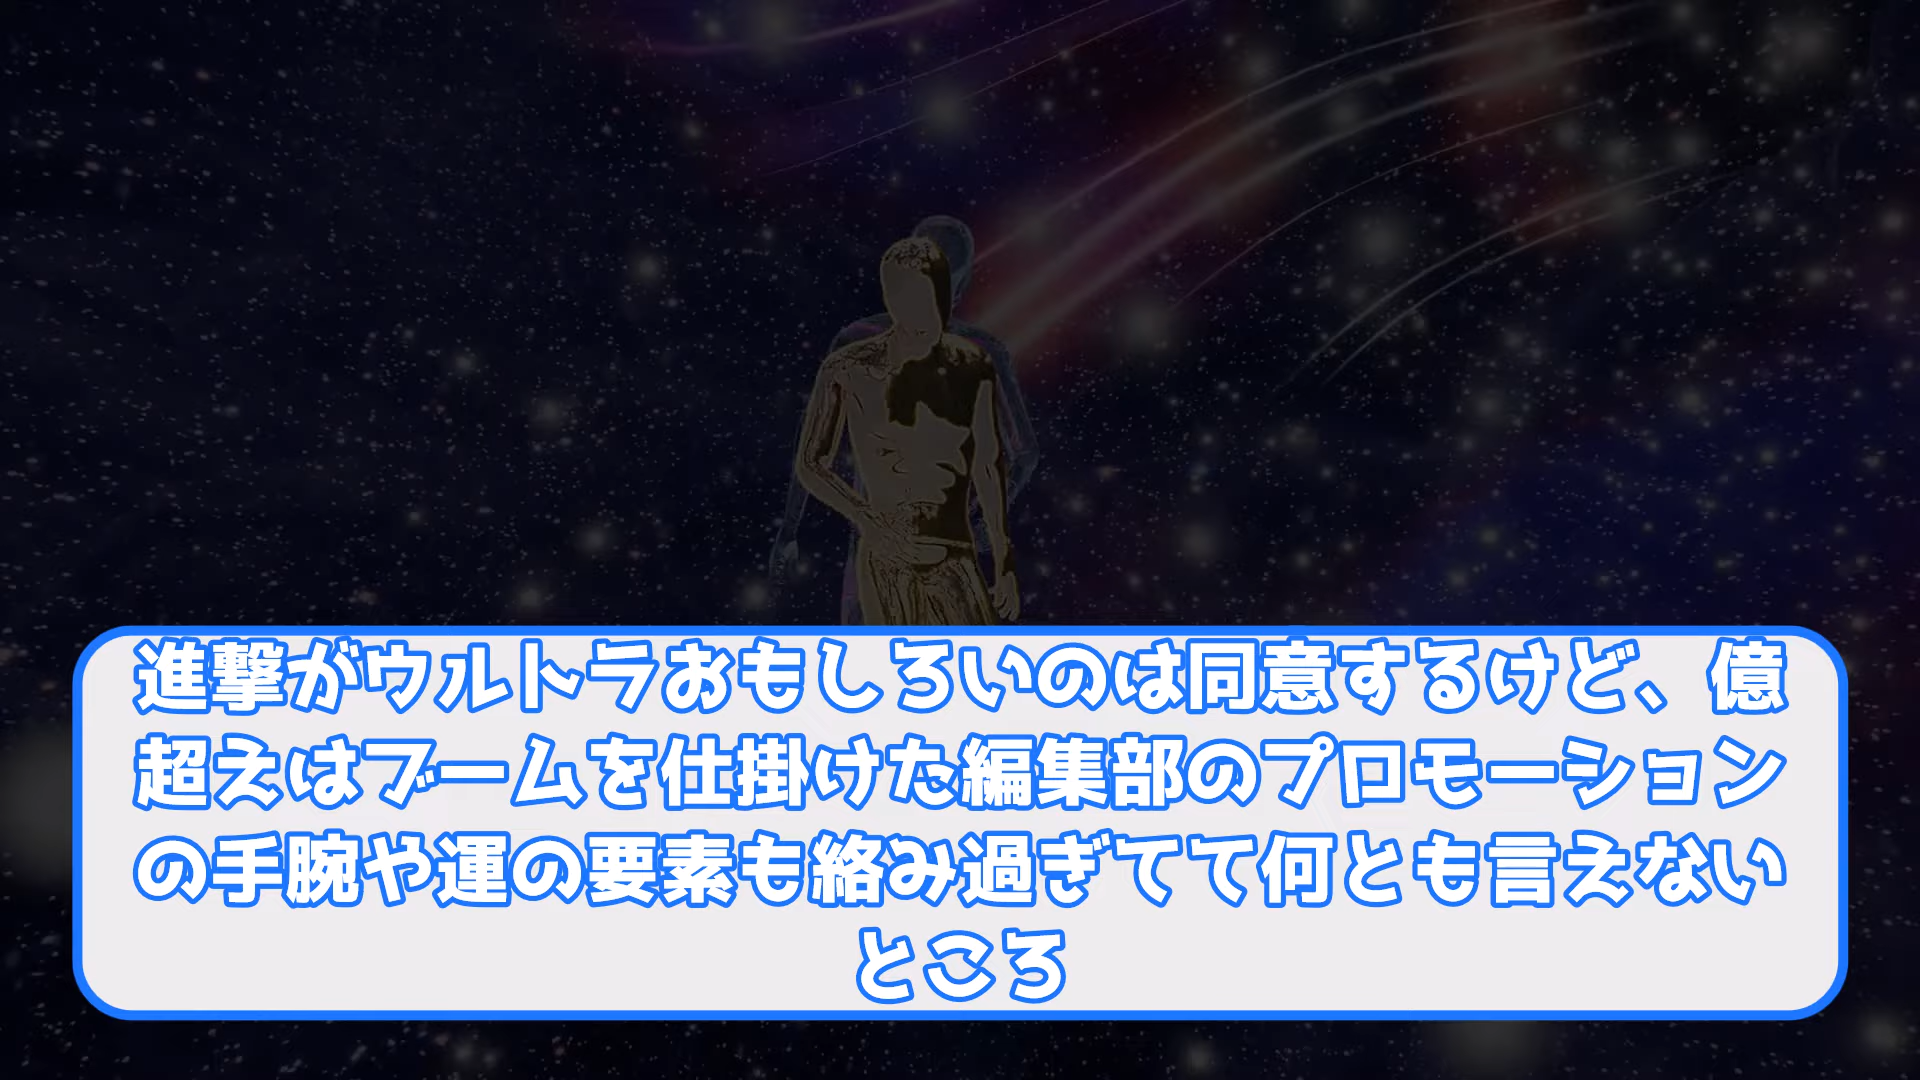 進撃がウルトラおもしろいのは同意するけど、億
超えはブームを仕掛けた編集部のプロモーション
の手腕や運の要素も絡み過ぎてて何とも言えない
ところ